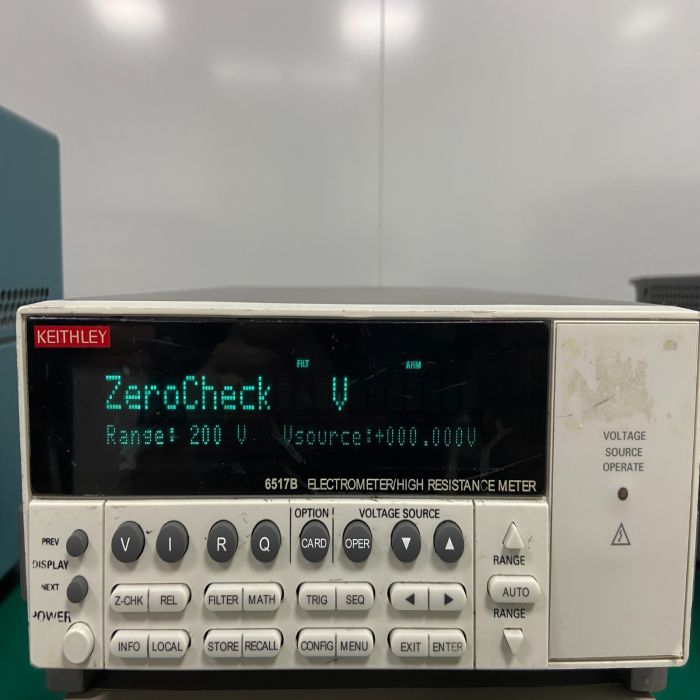 KEITHLEY
FILT ARM
ZeroCheck V
Range: 200 V Vsource:+000.000V
6517B ELECTROMETER/HIGH RESISTANCE METER
VOLTAGE
SOURCE
OPERATE
OPTION VOLTAGE SOURCE
PREV
DISPLAY
NEXT
POWER
V I R Q CARD OPER
Z-CHK REL FILTER MATH TRIG SEQ
INFO LOCAL STORE RECALL CONFIG MENU EXIT ENTER
RANGE
AUTO
RANGE